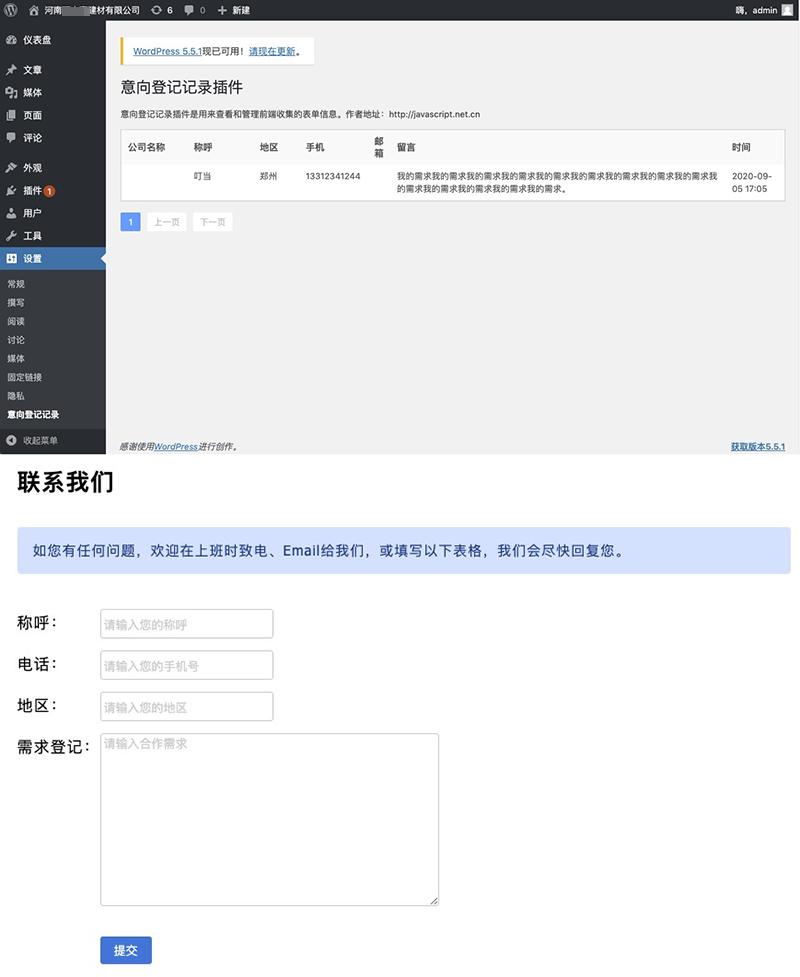 河南 建材有限公司 6 0 新建 嗨，admin
仪表盘
文章
媒体
页面
评论
外观
插件 1
用户
工具
设置
常规
撰写
阅读
讨论
媒体
固定链接
隐私
意向登记记录
收起菜单
WordPress 5.5.1现已可用！请现在更新。
意向登记记录插件
意向登记记录插件是用来查看和管理前端收集的表单信息。作者地址：http://javascript.net.cn
公司名称 称呼 地区 手机 邮箱 留言 时间
叮当 郑州 13312341244 我的需求我的需求我的需求我的需求我的需求我的需求我的需求我的需求我的需求
的需求我的需求我的需求我的需求我的需求。 2020-09-
05 17:05
1 上一页 下一页
感谢使用WordPress进行创作。 获取版本5.5.1
联系我们
如您有任何问题，欢迎在上班时致电、Email给我们，或填写以下表格，我们会尽快回复您。
称呼： 请输入您的称呼
电话： 请输入您的手机号
地区： 请输入您的地区
需求登记： 请输入合作需求
提交